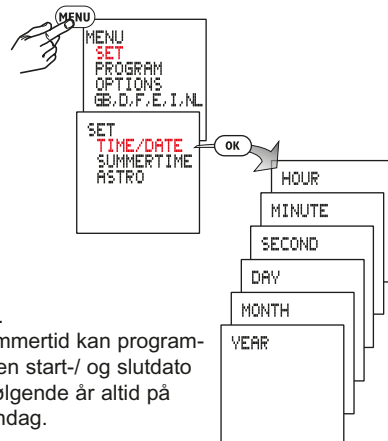 MENU
MENU
SET
PROGRAM
OPTIONS
GB,D,F,E,I,NL
SET
TIME/DATE
SUMMERTIME
ASTRO
OK
HOUR
MINUTE
SECOND
DAY
MONTH
YEAR
.
mmertid kan program-
en start-/ og slutdato
ølgende år altid på
ndag.